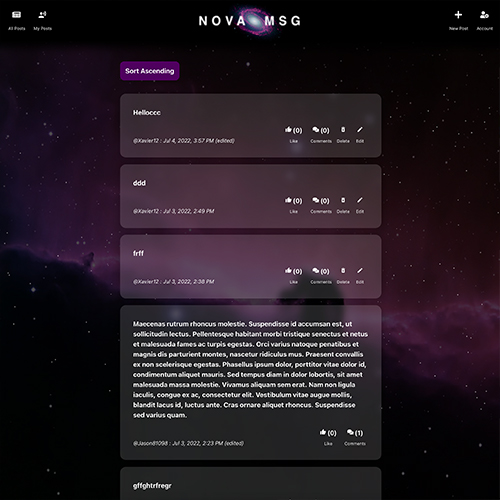 NOVA MSG
All Posts
My Posts
New Post
Account
Sort Ascending
Helloccc
(0)
(0)
Like
Comments
Delete
Edit
@Xavier12 : Jul 4, 2022, 3:57 PM (edited)
ddd
(0)
(0)
Like
Comments
Delete
Edit
@Xavier12 : Jul 3, 2022, 2:49 PM
frff
(0)
(0)
Like
Comments
Delete
Edit
@Xavier12 : Jul 3, 2022, 2:38 PM
Maecenas rutrum rhoncus molestie. Suspendisse id accumsan est, ut
sollicitudin lectus. Pellentesque habitant morbi tristique senectus et netus
et malesuada fames ac turpis egestas. Orci varius natoque penatibus et
magnis dis parturient montes, nascetur ridiculus mus. Praesent convallis
ex non scelerisque egestas. Phasellus ipsum dolor, porttitor vitae dolor id,
condimentum aliquet mauris. Sed tempus diam in dolor lobortis, sit amet
malesuada massa molestie. Vivamus aliquam sem erat. Nam non ligula
iaculis, congue ex ac, consectetur elit. Vestibulum vitae augue mollis,
blandit lacus id, luctus ante. Cras ornare aliquet rhoncus. Suspendisse
sed varius quam.
(0)
(1)
Like
Comments
@Jason81098 : Jul 3, 2022, 2:23 PM (edited)
gffghtrfregr